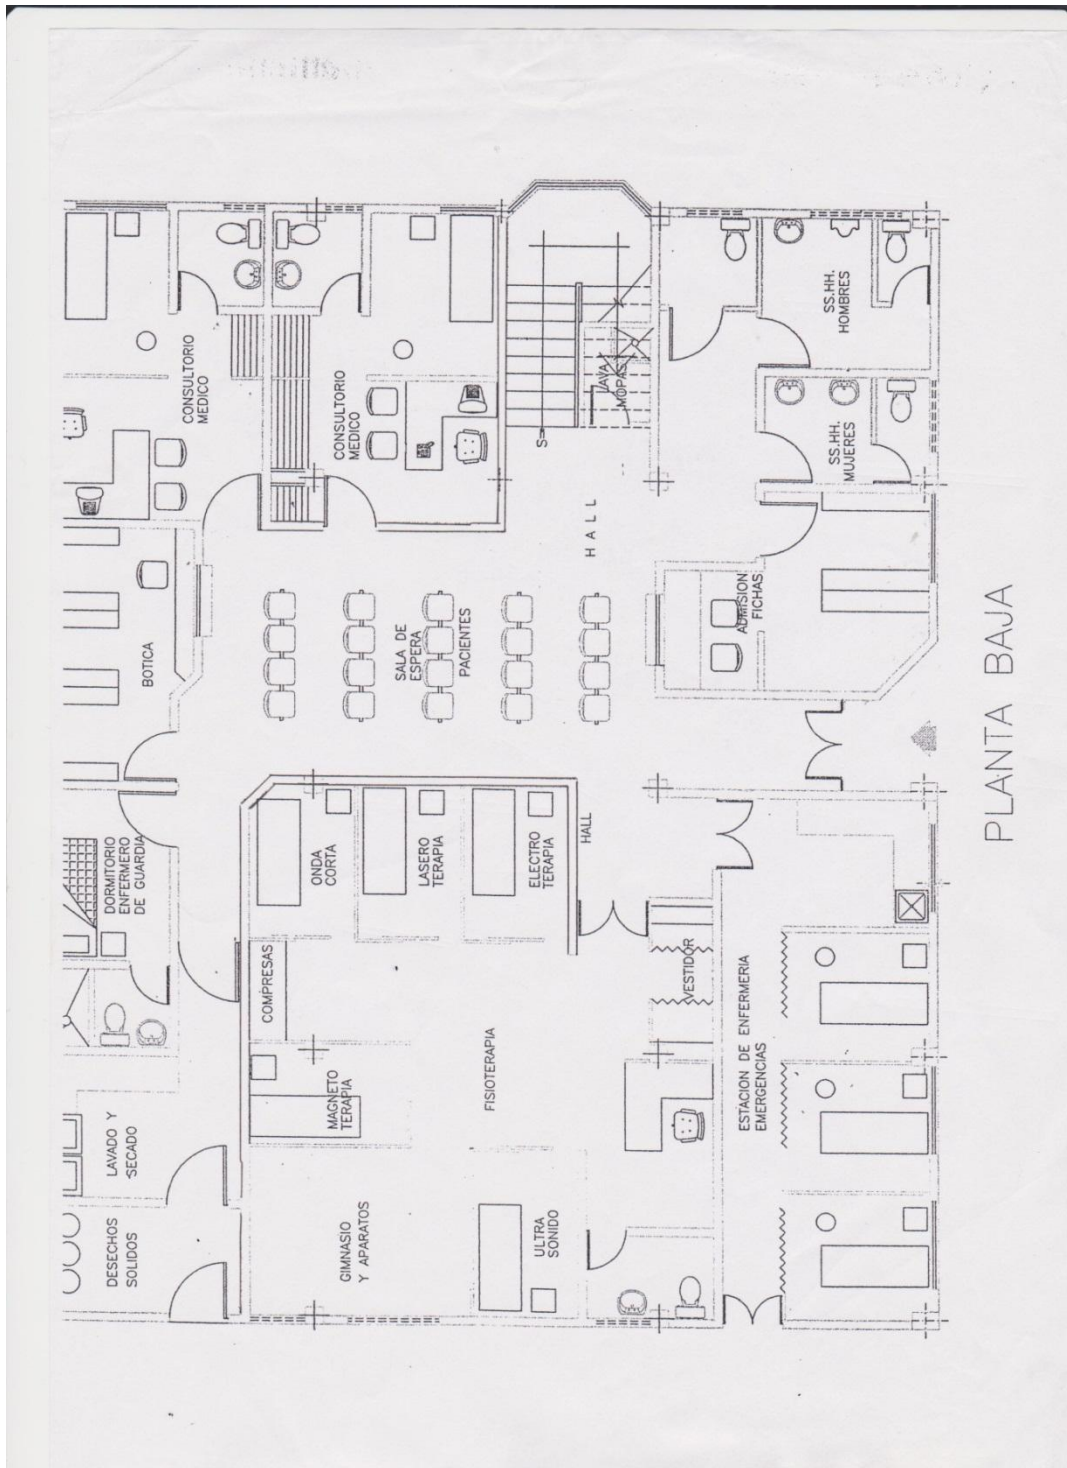 DESECHOS
SOLIDOS
LAVADO Y
SECADO
DORMITORIO
ENFERMERO
DE GUARDIA
BOTICA
CONSULTORIO
MEDICO
COMPRESAS
ONDA
CORTA
MAGNETO
TERAPIA
CONSULTORIO
MEDICO
GIMNASIO
Y APARATOS
LASERO
TERAPIA
SALA DE
ESPERA
PACIENTES
FISIOTERAPIA
ULTRA
SONIDO
ELECTRO
TERAPIA
S
HALL
H A L L
LAVA
MOPAS
VESTIDOR
ESTACION DE ENFERMERIA
EMERGENCIAS
ADMISION
FICHAS
SS.HH.
MUJERES
SS.HH.
HOMBRES
PLANTA BAJA